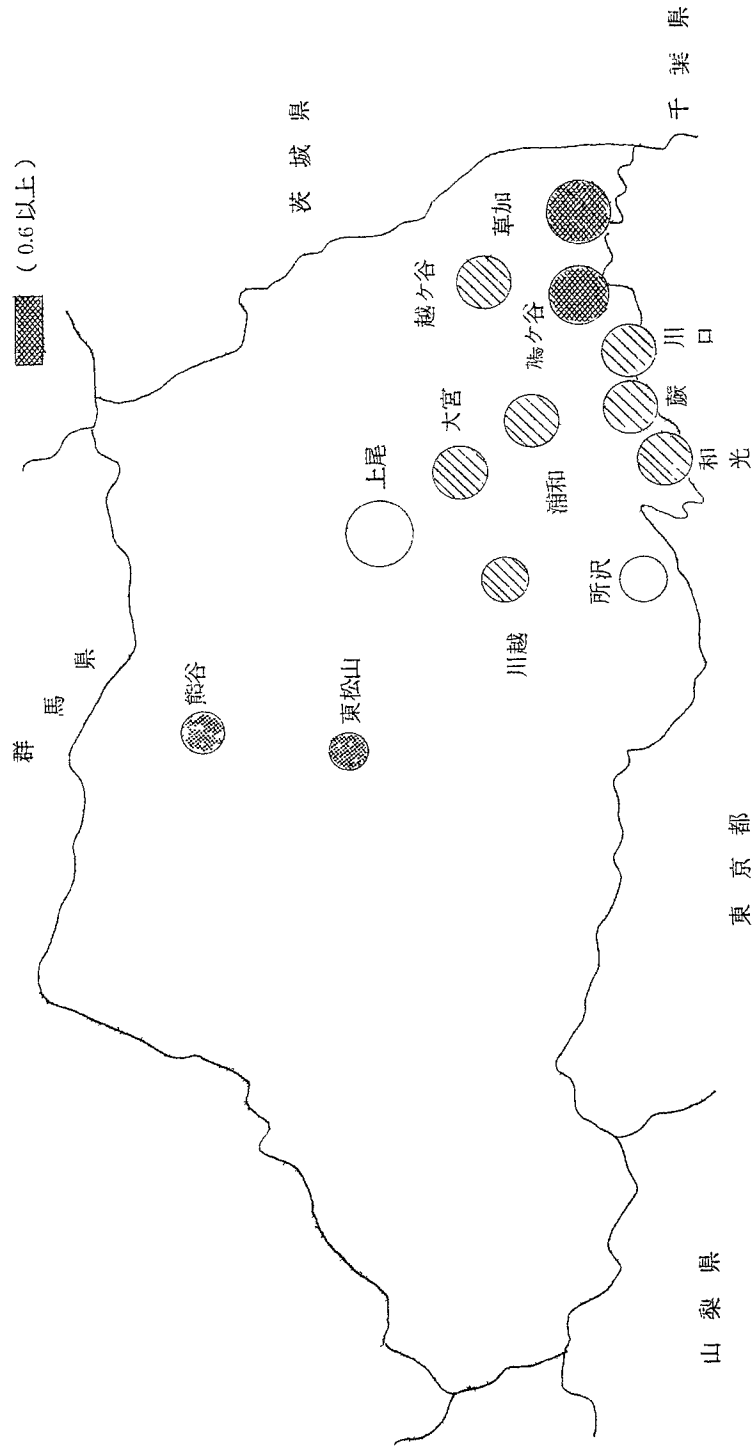 (0.6以上)
群馬県
茨城県
千葉県
熊谷
東松山
上尾
大宮
越ケ谷
草加
川越
浦和
鳩ケ谷
所沢
和光
蕨
川口
東京都
山梨県